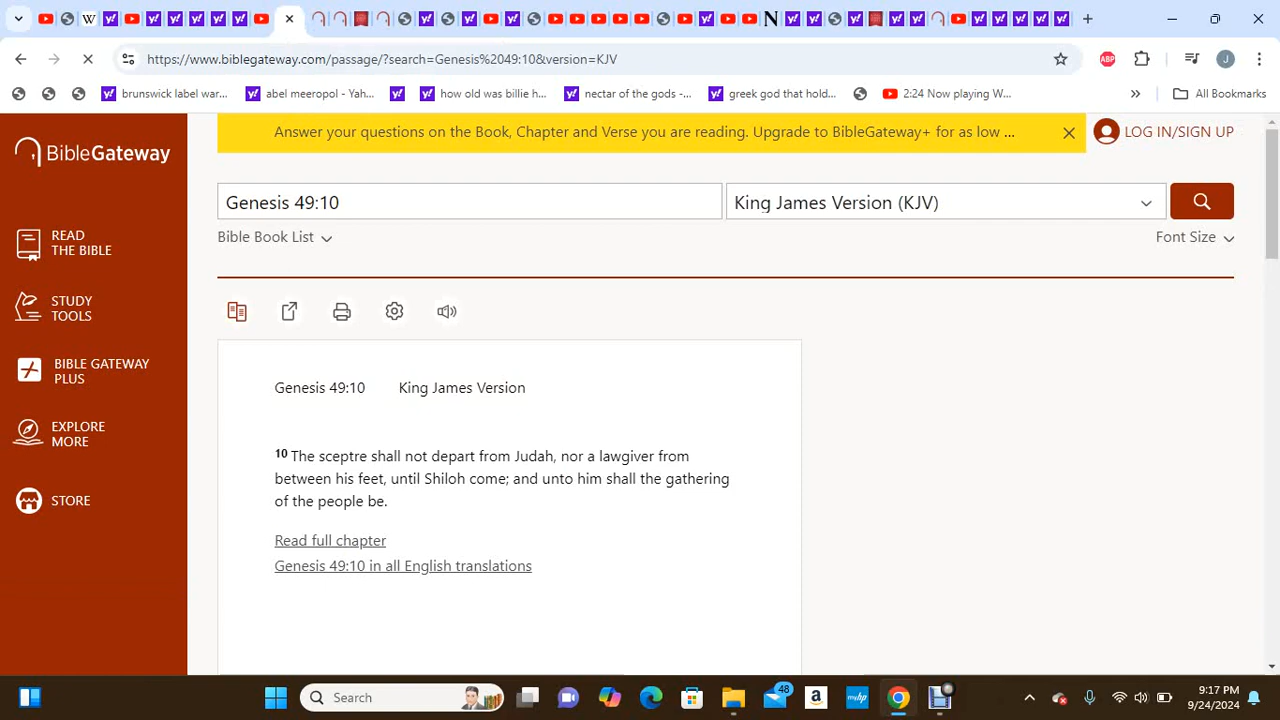 https://www.biblegateway.com/passage/?search=Genesis%2049:10&version=KJV
ABP
J
brunswick label war...
abel meeropol - Yah...
how old was billie h...
nectar of the gods -...
greek god that hold...
2:24 Now playing W...
»
All Bookmarks
BibleGateway
Answer your questions on the Book, Chapter and Verse you are reading. Upgrade to BibleGateway+ for as low ...
LOG IN/SIGN UP
Genesis 49:10
King James Version (KJV)
Bible Book List
Font Size
READ
THE BIBLE
STUDY
TOOLS
BIBLE GATEWAY
PLUS
EXPLORE
MORE
STORE
Genesis 49:10 King James Version
10 The sceptre shall not depart from Judah, nor a lawgiver from
between his feet, until Shiloh come; and unto him shall the gathering
of the people be.
Read full chapter
Genesis 49:10 in all English translations
Search
48
9:17 PM
9/24/2024